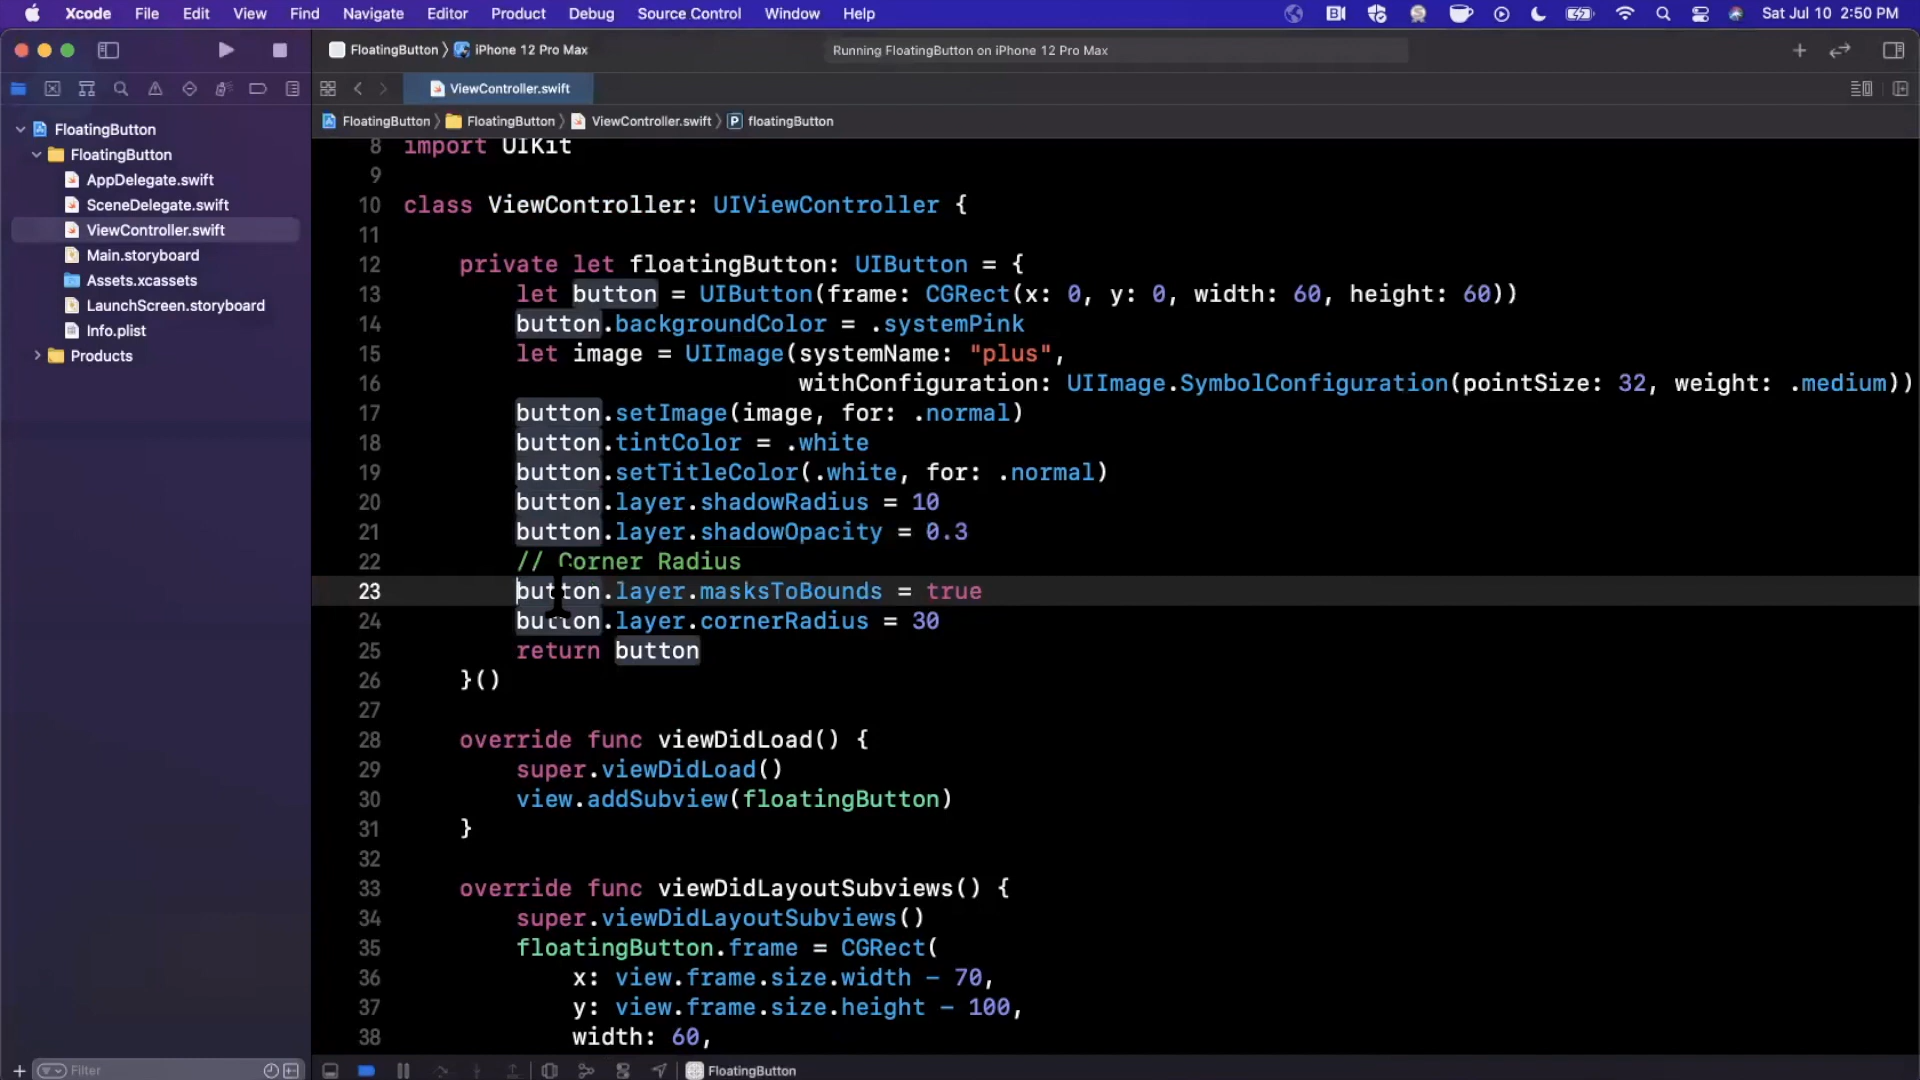 Xcode File Edit View Find Navigate Editor Product Debug Source Control Window Help Sat Jul 10 2:50 PM
FloatingButton 〉 iPhone 12 Pro Max Running FloatingButton on iPhone 12 Pro Max
ViewController.swift
FloatingButton 〉 FloatingButton 〉 ViewController.swift 〉 P floatingButton
FloatingButton
FloatingButton
AppDelegate.swift
SceneDelegate.swift
ViewController.swift
Main.storyboard
Assets.xcassets
LaunchScreen.storyboard
Info.plist
Products
8 import UIKit
9
10 class ViewController: UIViewController {
11
12 private let floatingButton: UIButton = {
13 let button = UIButton(frame: CGRect(x: 0, y: 0, width: 60, height: 60))
14 button.backgroundColor = .systemPink
15 let image = UIImage(systemName: "plus",
16 withConfiguration: UIImage.SymbolConfiguration(pointSize: 32, weight: .medium))
17 button.setImage(image, for: .normal)
18 button.tintColor = .white
19 button.setTitleColor(.white, for: .normal)
20 button.layer.shadowRadius = 10
21 button.layer.shadowOpacity = 0.3
22 // Corner Radius
23 button.layer.masksToBounds = true
24 button.layer.cornerRadius = 30
25 return button
26 }()
27
28 override func viewDidLoad() {
29 super.viewDidLoad()
30 view.addSubview(floatingButton)
31 }
32
33 override func viewDidLayoutSubviews() {
34 super.viewDidLayoutSubviews()
35 floatingButton.frame = CGRect(
36 x: view.frame.size.width - 70,
37 y: view.frame.size.height - 100,
38 width: 60,
Filter
FloatingButton